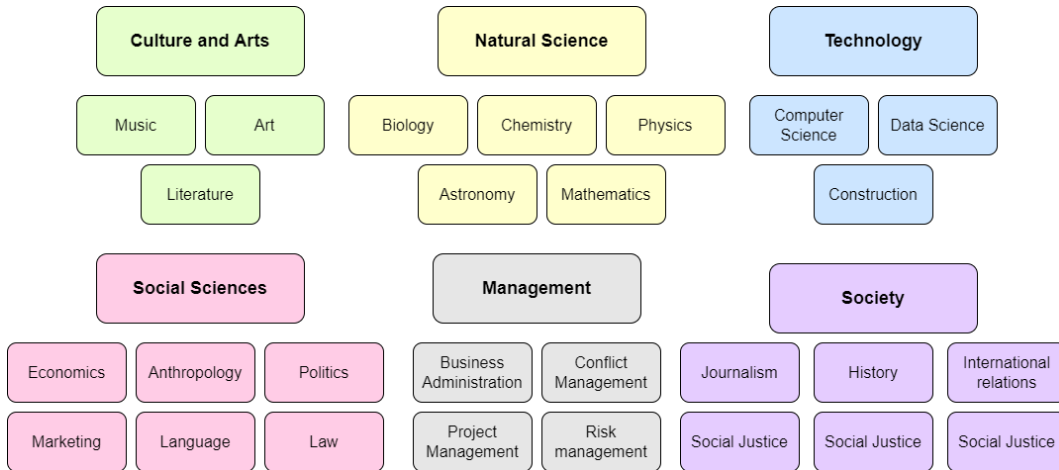 Culture and Arts
Natural Science
Technology
Music
Art
Biology
Chemistry
Physics
Computer
Science
Data Science
Literature
Astronomy
Mathematics
Construction
Social Sciences
Management
Society
Economics
Anthropology
Politics
Business
Administration
Conflict
Management
Journalism
History
International
relations
Marketing
Language
Law
Project
Management
Risk
management
Social Justice
Social Justice
Social Justice